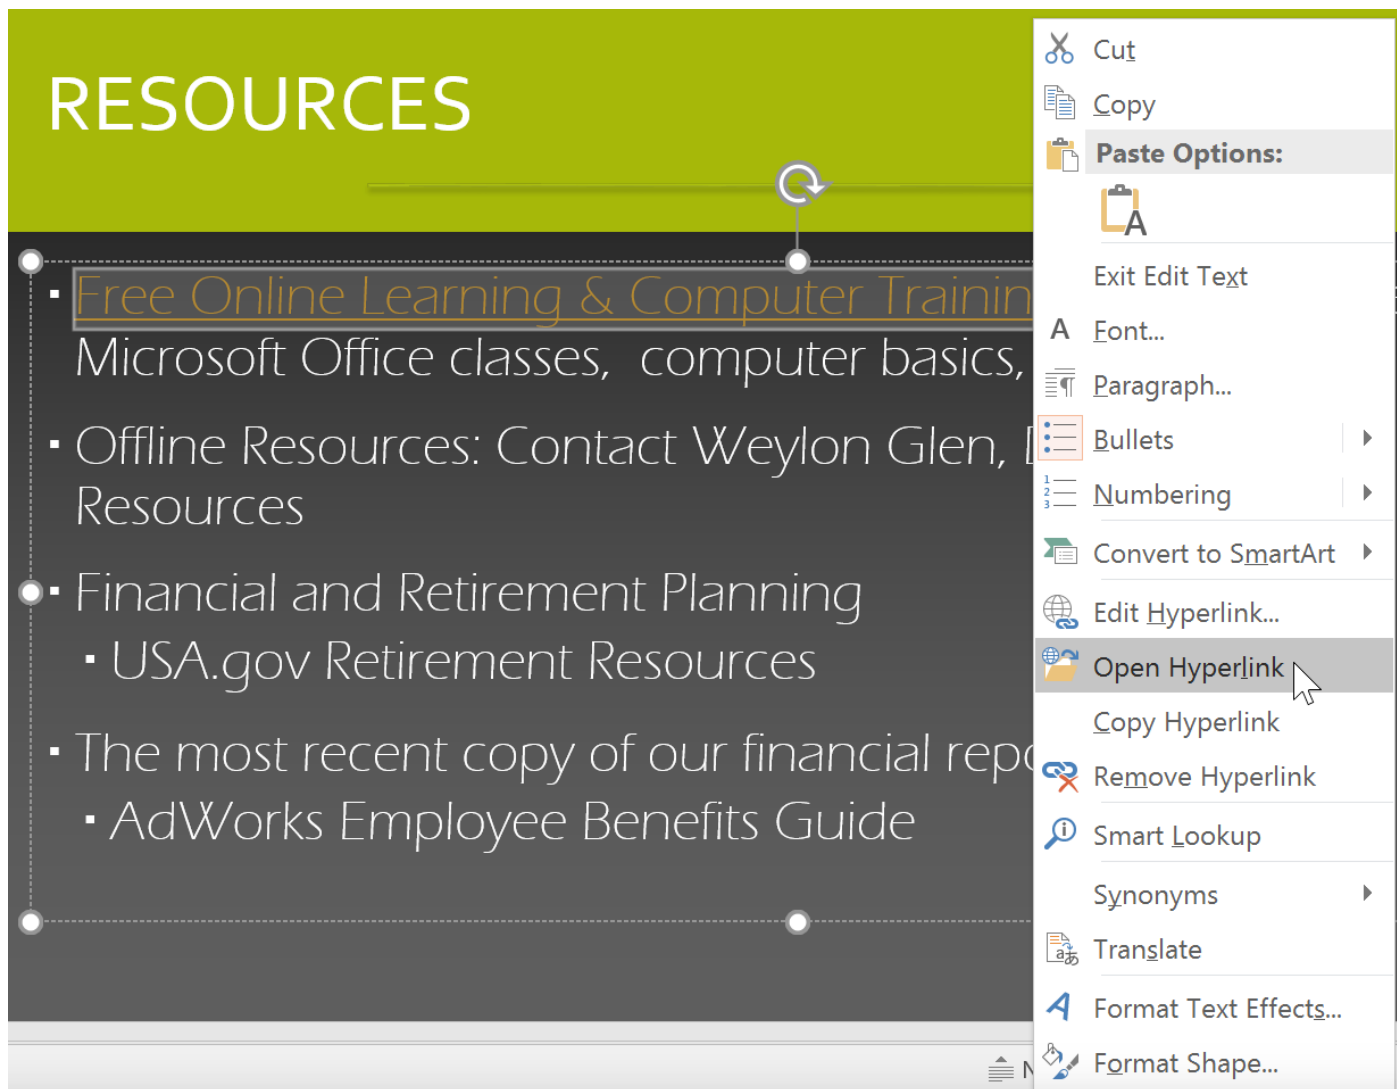 RESOURCES
Free Online Learning & Computer
Microsoft Office classes, computer basics,
Offline Resources: Contact Weylon Glen,
Resources
Financial and Retirement Planning
USA.gov Retirement Resources
The most recent copy of our financial
AdWorks Employee Benefits Guide
Cut
Copy
Paste Options:
A
Exit Edit Text
A Font...
Paragraph...
Bullets
1
2
3
Numbering
Convert to SmartArt
Edit Hyperlink...
Open Hyperlink
Copy Hyperlink
Remove Hyperlink
Smart Lookup
Synonyms
Translate
A Format Text Effects...
Format Shape...